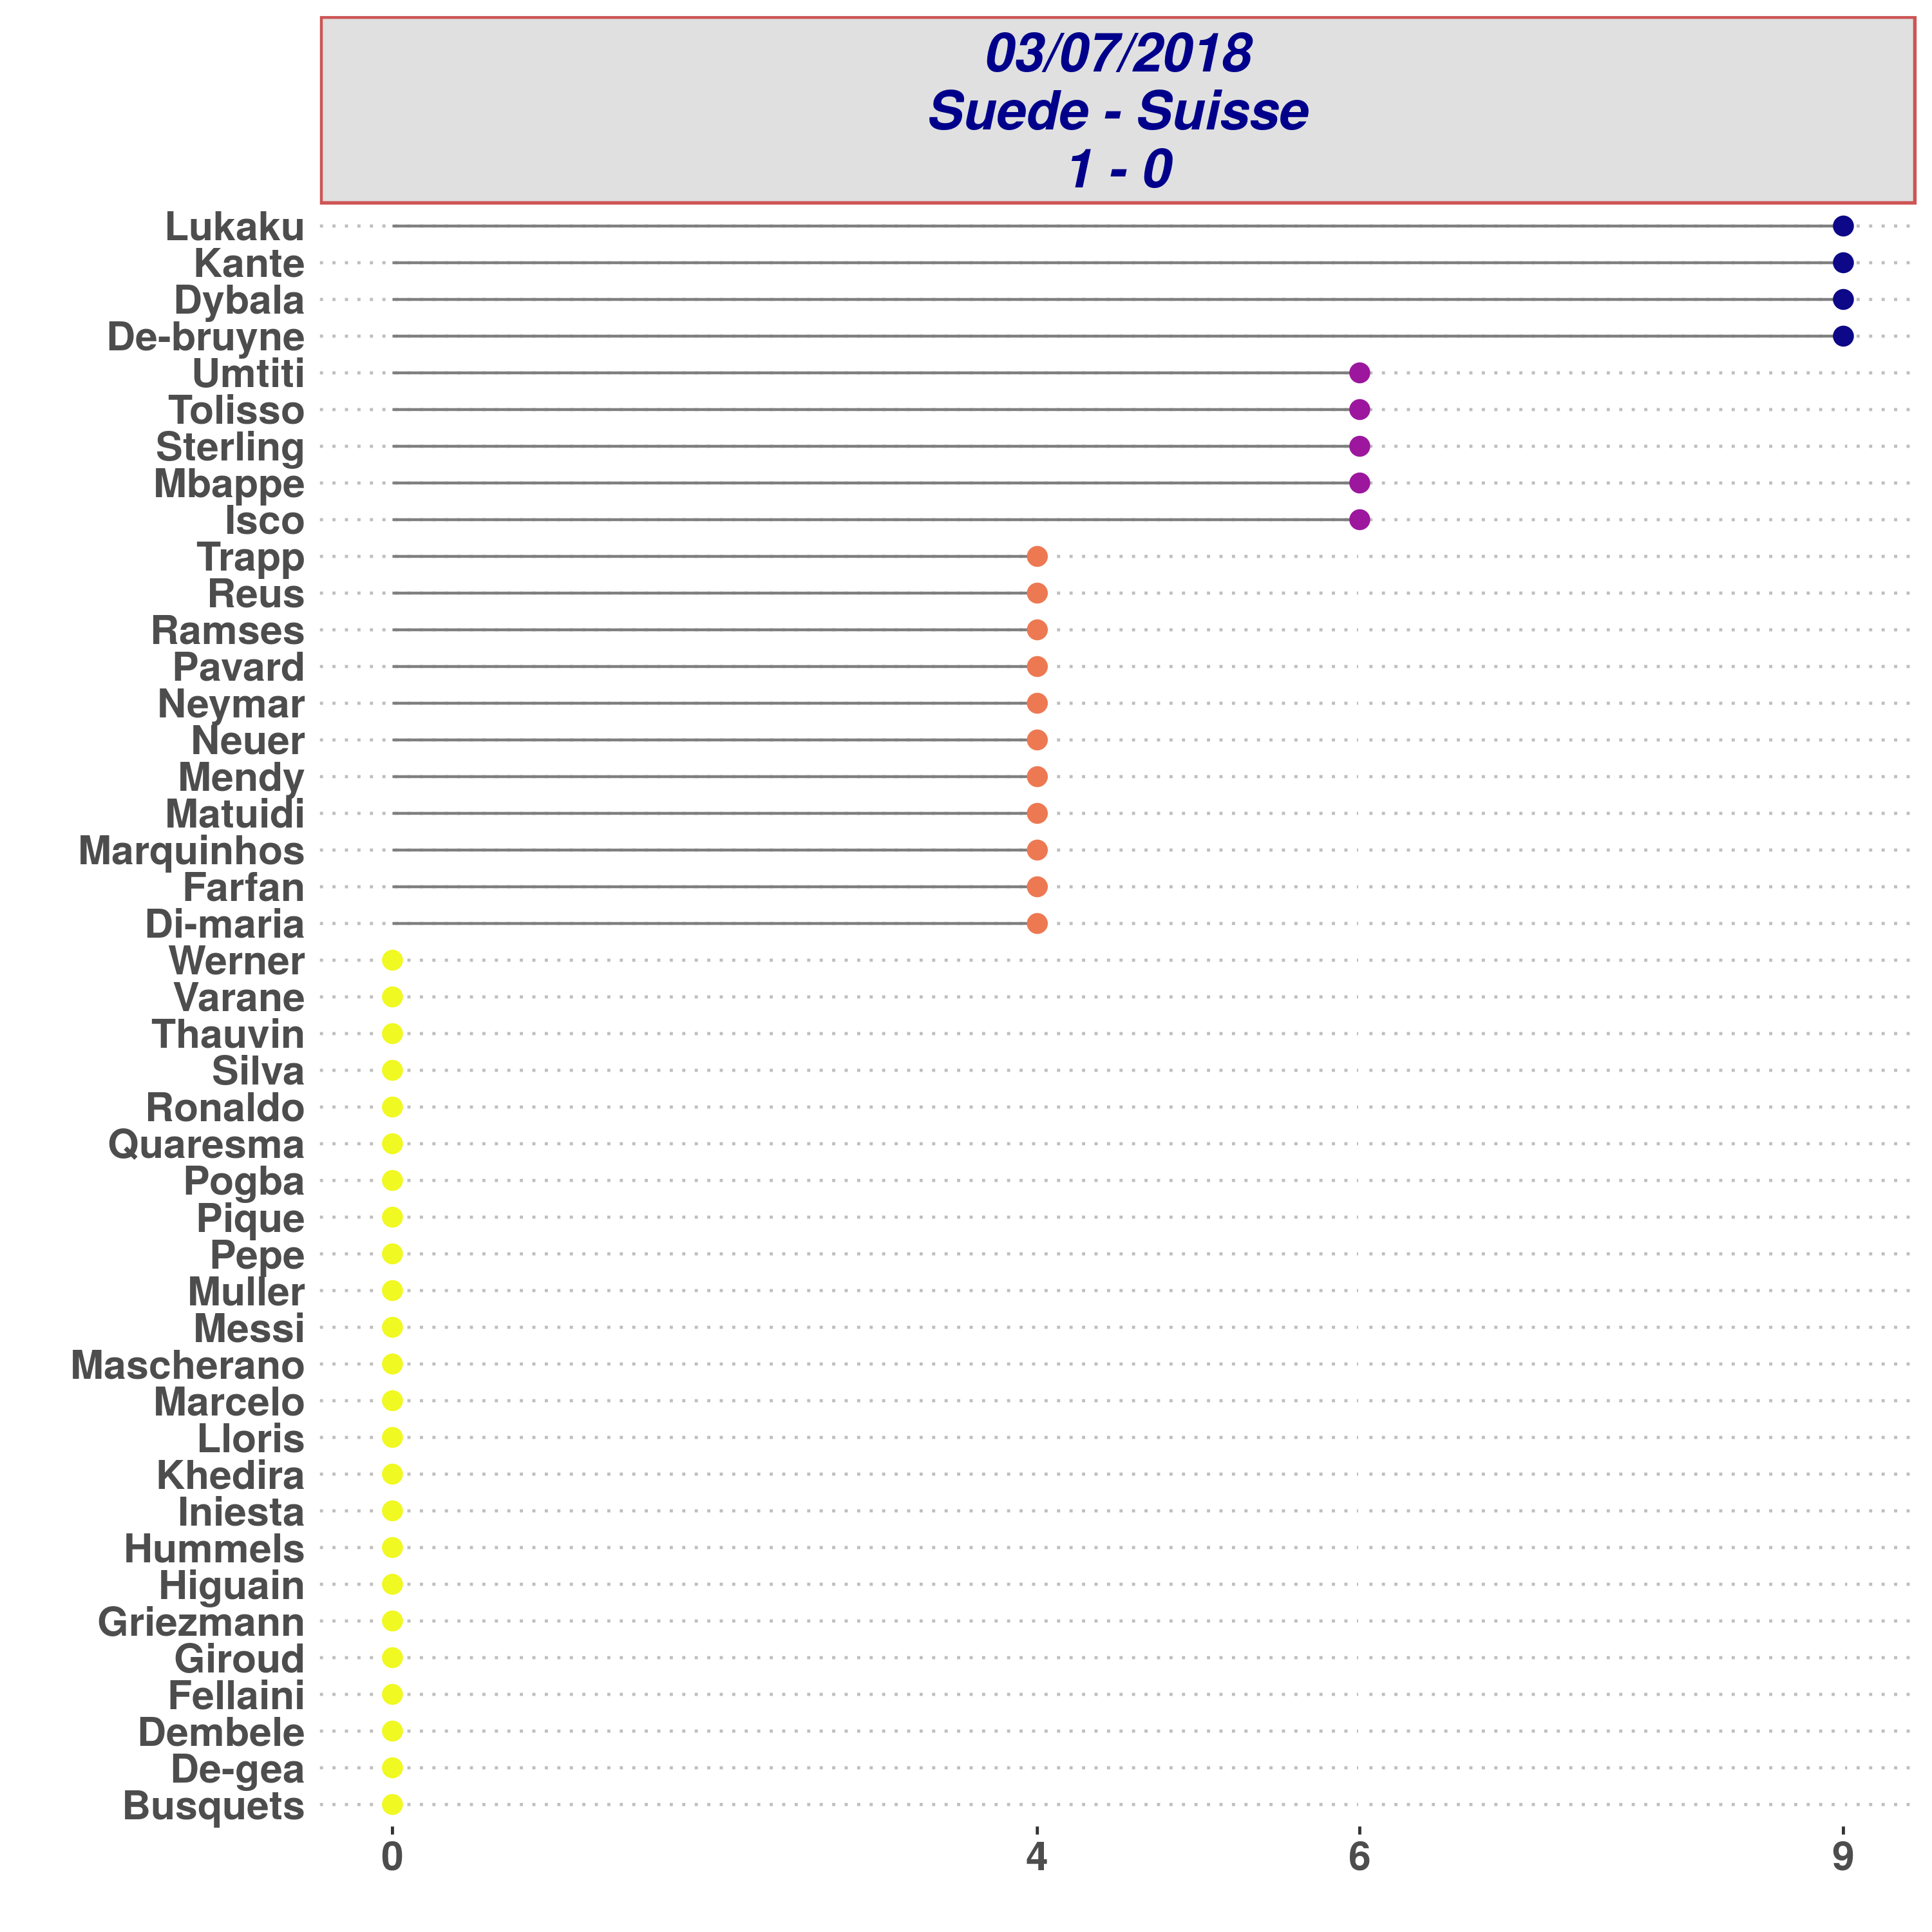 03/07/2018
Suede - Suisse
1 - 0
Lukaku
Kante
Dybala
De-bruyne
Umtiti
Tolisso
Sterling
Mbappe
Isco
Trapp
Reus
Ramses
Pavard
Neymar
Neuer
Mendy
Matuidi
Marquinhos
Farfan
Di-maria
Werner
Varane
Thauvin
Silva
Ronaldo
Quaresma
Pogba
Pique
Pepe
Muller
Messi
Mascherano
Marcelo
Lloris
Khedira
Iniesta
Hummels
Higuain
Griezmann
Giroud
Fellaini
Dembele
De-gea
Busquets
0 4 6 9